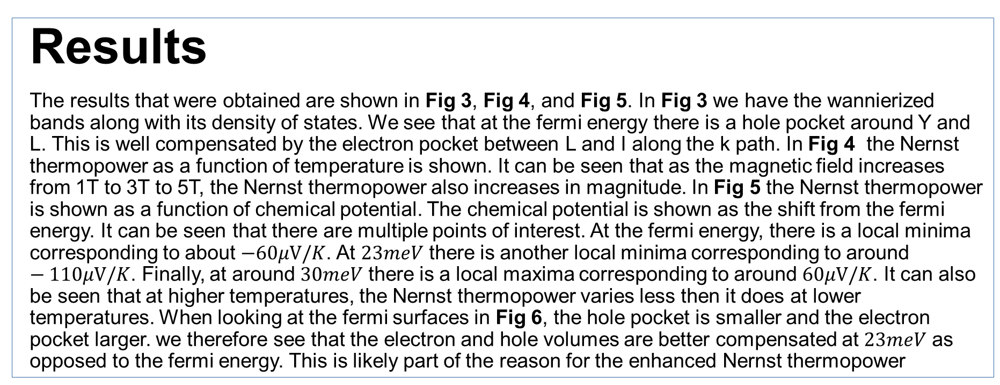 Results
The results that were obtained are shown in Fig 3, Fig 4, and Fig 5. In Fig 3 we have the wannierized
bands along with its density of states. We see that at the fermi energy there is a hole pocket around Y and
L. This is well compensated by the electron pocket between L and I along the k path. In Fig 4  the Nernst
thermopower as a function of temperature is shown. It can be seen that as the magnetic field increases
from 1T to 3T to 5T, the Nernst thermopower also increases in magnitude. In Fig 5 the Nernst thermopower
is shown as a function of chemical potential. The chemical potential is shown as the shift from the fermi
energy. It can be seen that there are multiple points of interest. At the fermi energy, there is a local minima
corresponding to about −60μV/K. At 23meV there is another local minima corresponding to around
− 110μV/K. Finally, at around 30meV there is a local maxima corresponding to around 60μV/K. It can also
be seen that at higher temperatures, the Nernst thermopower varies less then it does at lower
temperatures. When looking at the fermi surfaces in Fig 6, the hole pocket is smaller and the electron
pocket larger. we therefore see that the electron and hole volumes are better compensated at 23meV as
opposed to the fermi energy. This is likely part of the reason for the enhanced Nernst thermopower